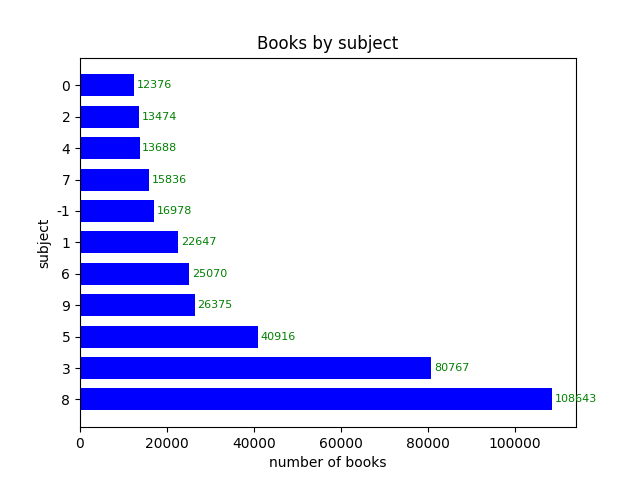 Books by subject
0 12376
2 13474
4 13688
7 15836
-1 16978
1 22647
6 25070
9 26375
5 40916
3 80767
8 108643
subject
0 20000 40000 60000 80000 100000
number of books